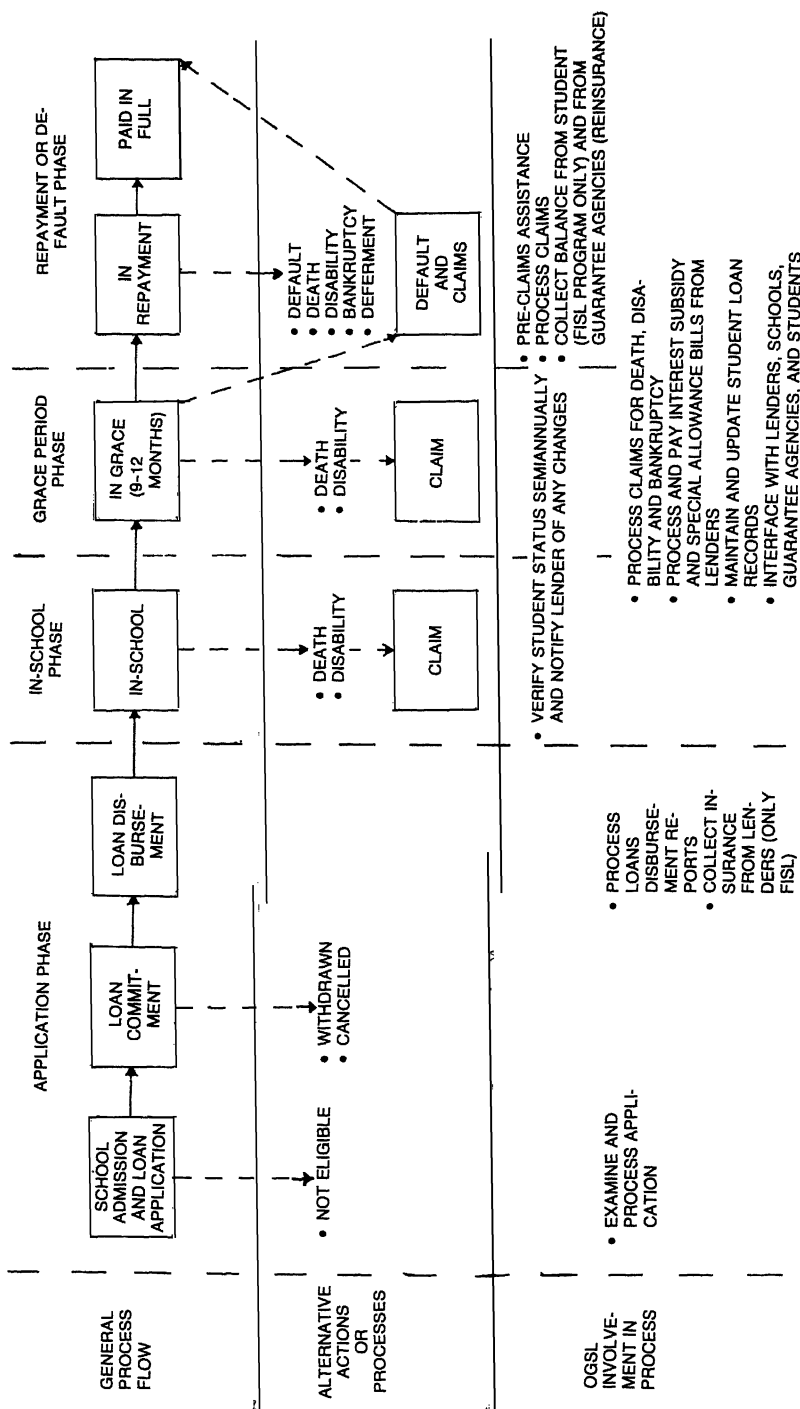 APPLICATION PHASE
IN-SCHOOL
PHASE
GRACE PERIOD
PHASE
REPAYMENT OR DE-
FAULT PHASE
GENERAL
PROCESS
FLOW
SCHOOL
ADMISSION
AND LOAN
APPLICATION
LOAN
COMMIT-
MENT
LOAN DIS-
BURSE-
MENT
IN-SCHOOL
IN GRACE
(9-12
MONTHS)
IN
REPAYMENT
PAID IN
FULL
ALTERNATIVE
ACTIONS
OR
PROCESSES
• NOT ELIGIBLE
• WITHDRAWN
• CANCELLED
• DEATH
• DISABILITY
CLAIM
• DEATH
• DISABILITY
CLAIM
• DEFAULT
• DEATH
• DISABILITY
• BANKRUPTCY
• DEFERMENT
DEFAULT
AND
CLAIMS
OGSL
INVOLVE-
MENT IN
PROCESS
• EXAMINE AND
PROCESS APPLI-
CATION
• PROCESS
LOANS
DISBURSE-
MENT RE-
PORTS
• COLLECT IN-
SURANCE
FROM LEN-
DERS (ONLY
FISL)
• VERIFY STUDENT STATUS SEMIANNUALLY
AND NOTIFY LENDER OF ANY CHANGES
• PRE-CLAIMS ASSISTANCE
• PROCESS CLAIMS
• COLLECT BALANCE FROM STUDENT
(FISL PROGRAM ONLY) AND FROM
GUARANTEE AGENCIES (REINSURANCE)
• PROCESS CLAIMS FOR DEATH, DISA-
BILITY AND BANKRUPTCY
• PROCESS AND PAY INTEREST SUBSIDY
AND SPECIAL ALLOWANCE BILLS FROM
LENDERS
• MAINTAIN AND UPDATE STUDENT LOAN
RECORDS
• INTERFACE WITH LENDERS, SCHOOLS,
GUARANTEE AGENCIES, AND STUDENTS